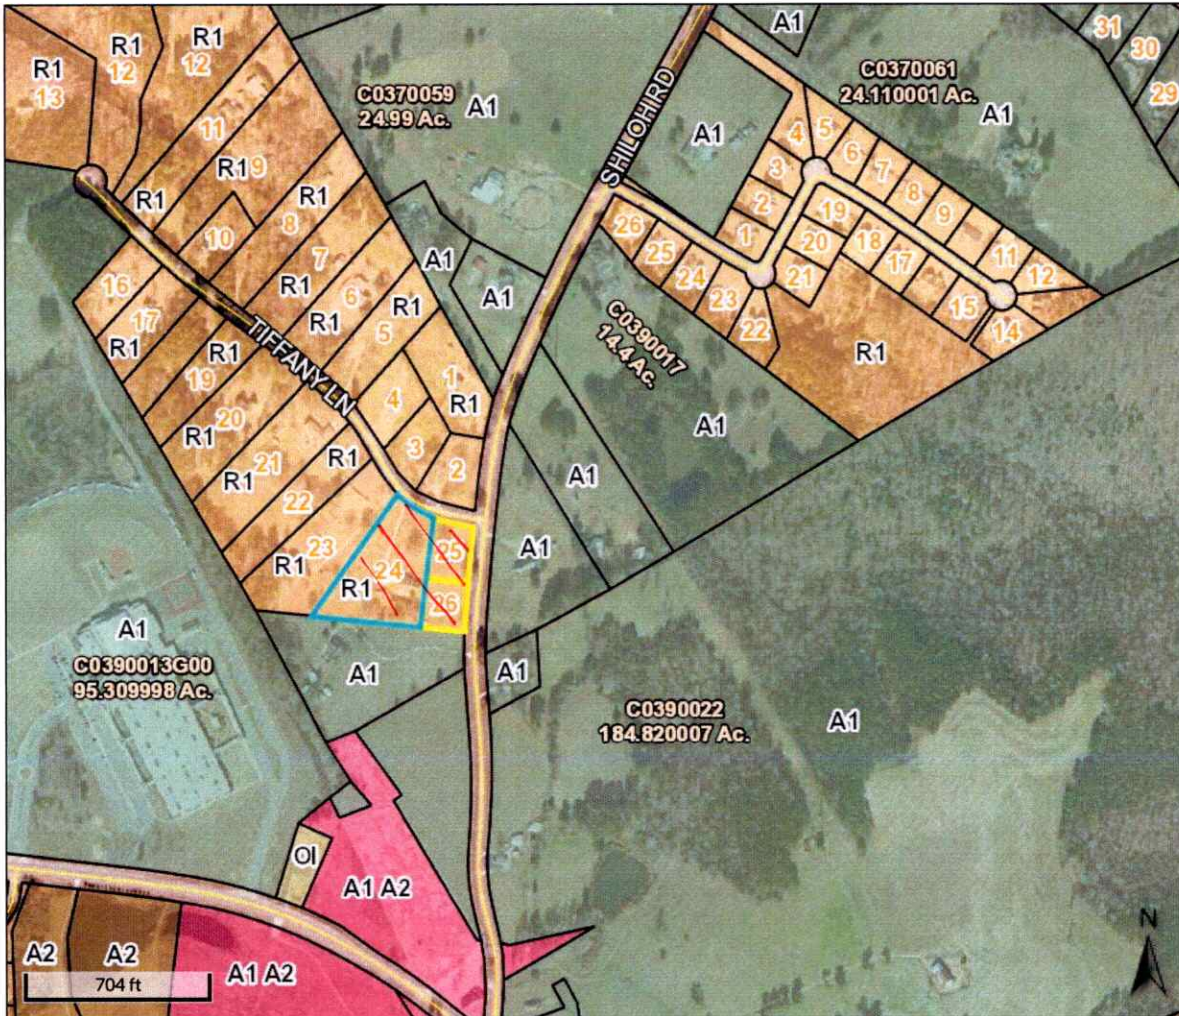 A1
31
30
29
R1
12
R1
12
R1
13
C0370059
24.99 Ac.
A1
SHILOH RD
A1
C0370061
24.110001 Ac.
A1
11
R1 9
R1
10
8
R1
7
R1
6
R1
R1
5
4
1
R1
3
2
16
17
R1
R1
19
20
R1
21
R1
R1
22
23
R1
TIFFANY LN
A1
A1
4
5
6
7
8
9
11
12
3
2
1
19
20
21
18
17
15
14
26
25
24
23
22
R1
C0390017
14.4 Ac.
A1
A1
A1
25
24
R1
26
A1
C0390013G00
95.309998 Ac.
A1
A1
C0390022
184.820007 Ac.
A1
OI
A1 A2
A2
A2
A1 A2
704 ft
N